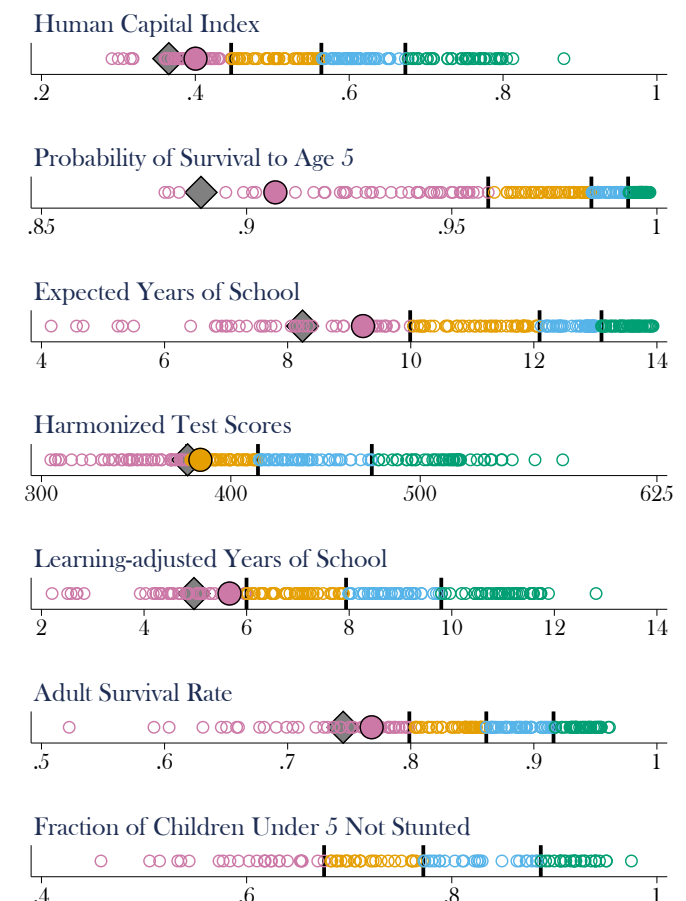 Human Capital Index
.2 .4 .6 .8 1
Probability of Survival to Age 5
.85 .9 .95 1
Expected Years of School
4 6 8 10 12 14
Harmonized Test Scores
300 400 500 625
Learning-adjusted Years of School
2 4 6 8 10 12 14
Adult Survival Rate
.5 .6 .7 .8 .9 1
Fraction of Children Under 5 Not Stunted
.4 .6 .8 1